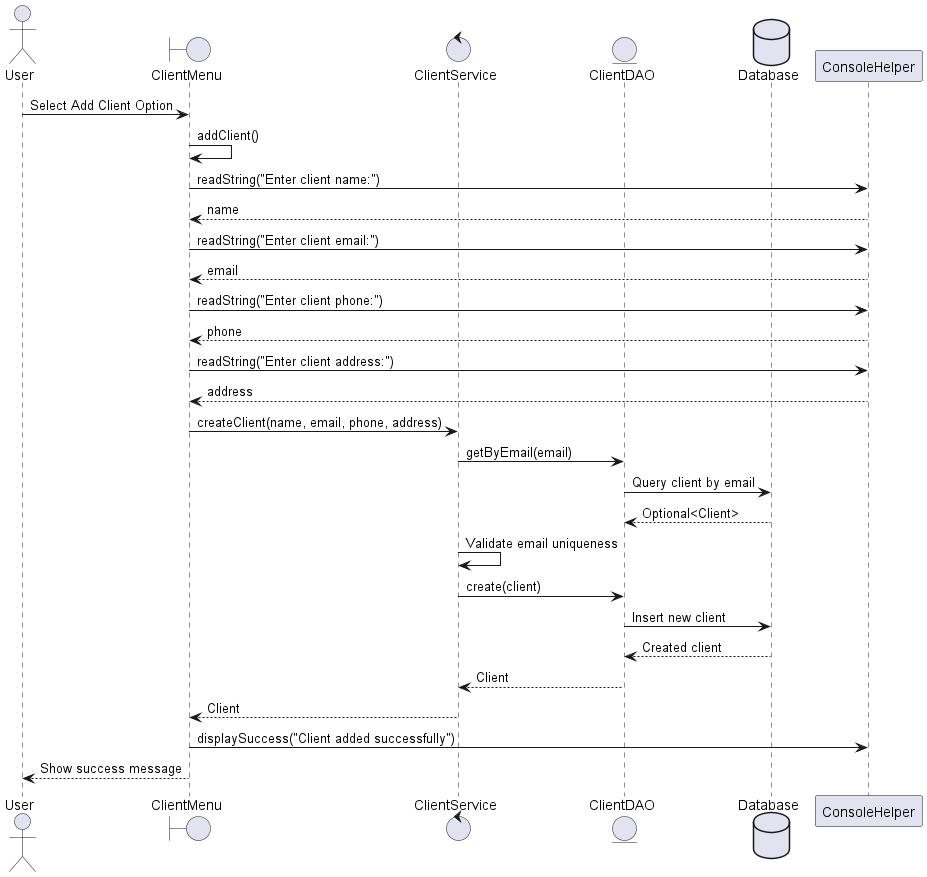 User
ClientMenu
ClientService
ClientDAO
Database
ConsoleHelper
Select Add Client Option
addClient()
readString("Enter client name:")
name
readString("Enter client email:")
email
readString("Enter client phone:")
phone
readString("Enter client address:")
address
createClient(name, email, phone, address)
getByEmail(email)
Query client by email
Optional<Client>
Validate email uniqueness
create(client)
Insert new client
Created client
Client
Client
displaySuccess("Client added successfully")
Show success message
User
ClientMenu
ClientService
ClientDAO
Database
ConsoleHelper